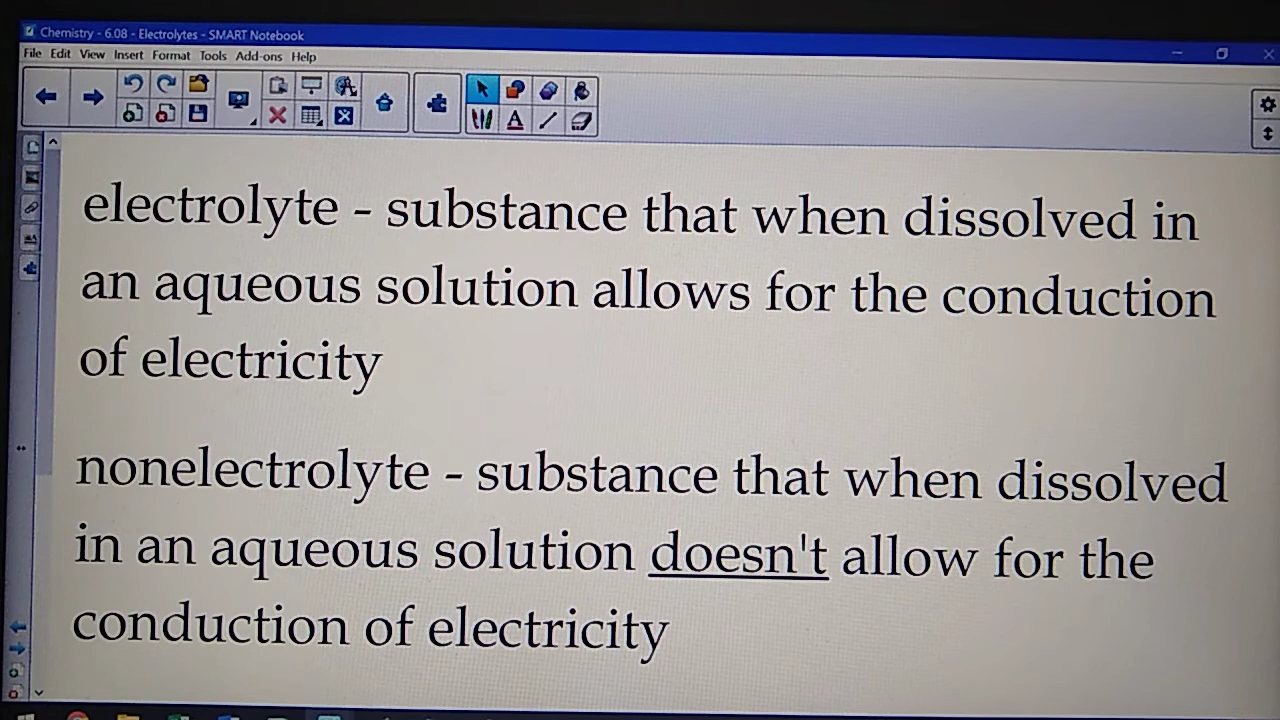 Chemistry - 6.08 - Electrolytes - SMART Notebook
File Edit View Insert Format Tools Add-ons Help
electrolyte - substance that when dissolved in
an aqueous solution allows for the conduction
of electricity
nonelectrolyte - substance that when dissolved
in an aqueous solution doesn't allow for the
conduction of electricity